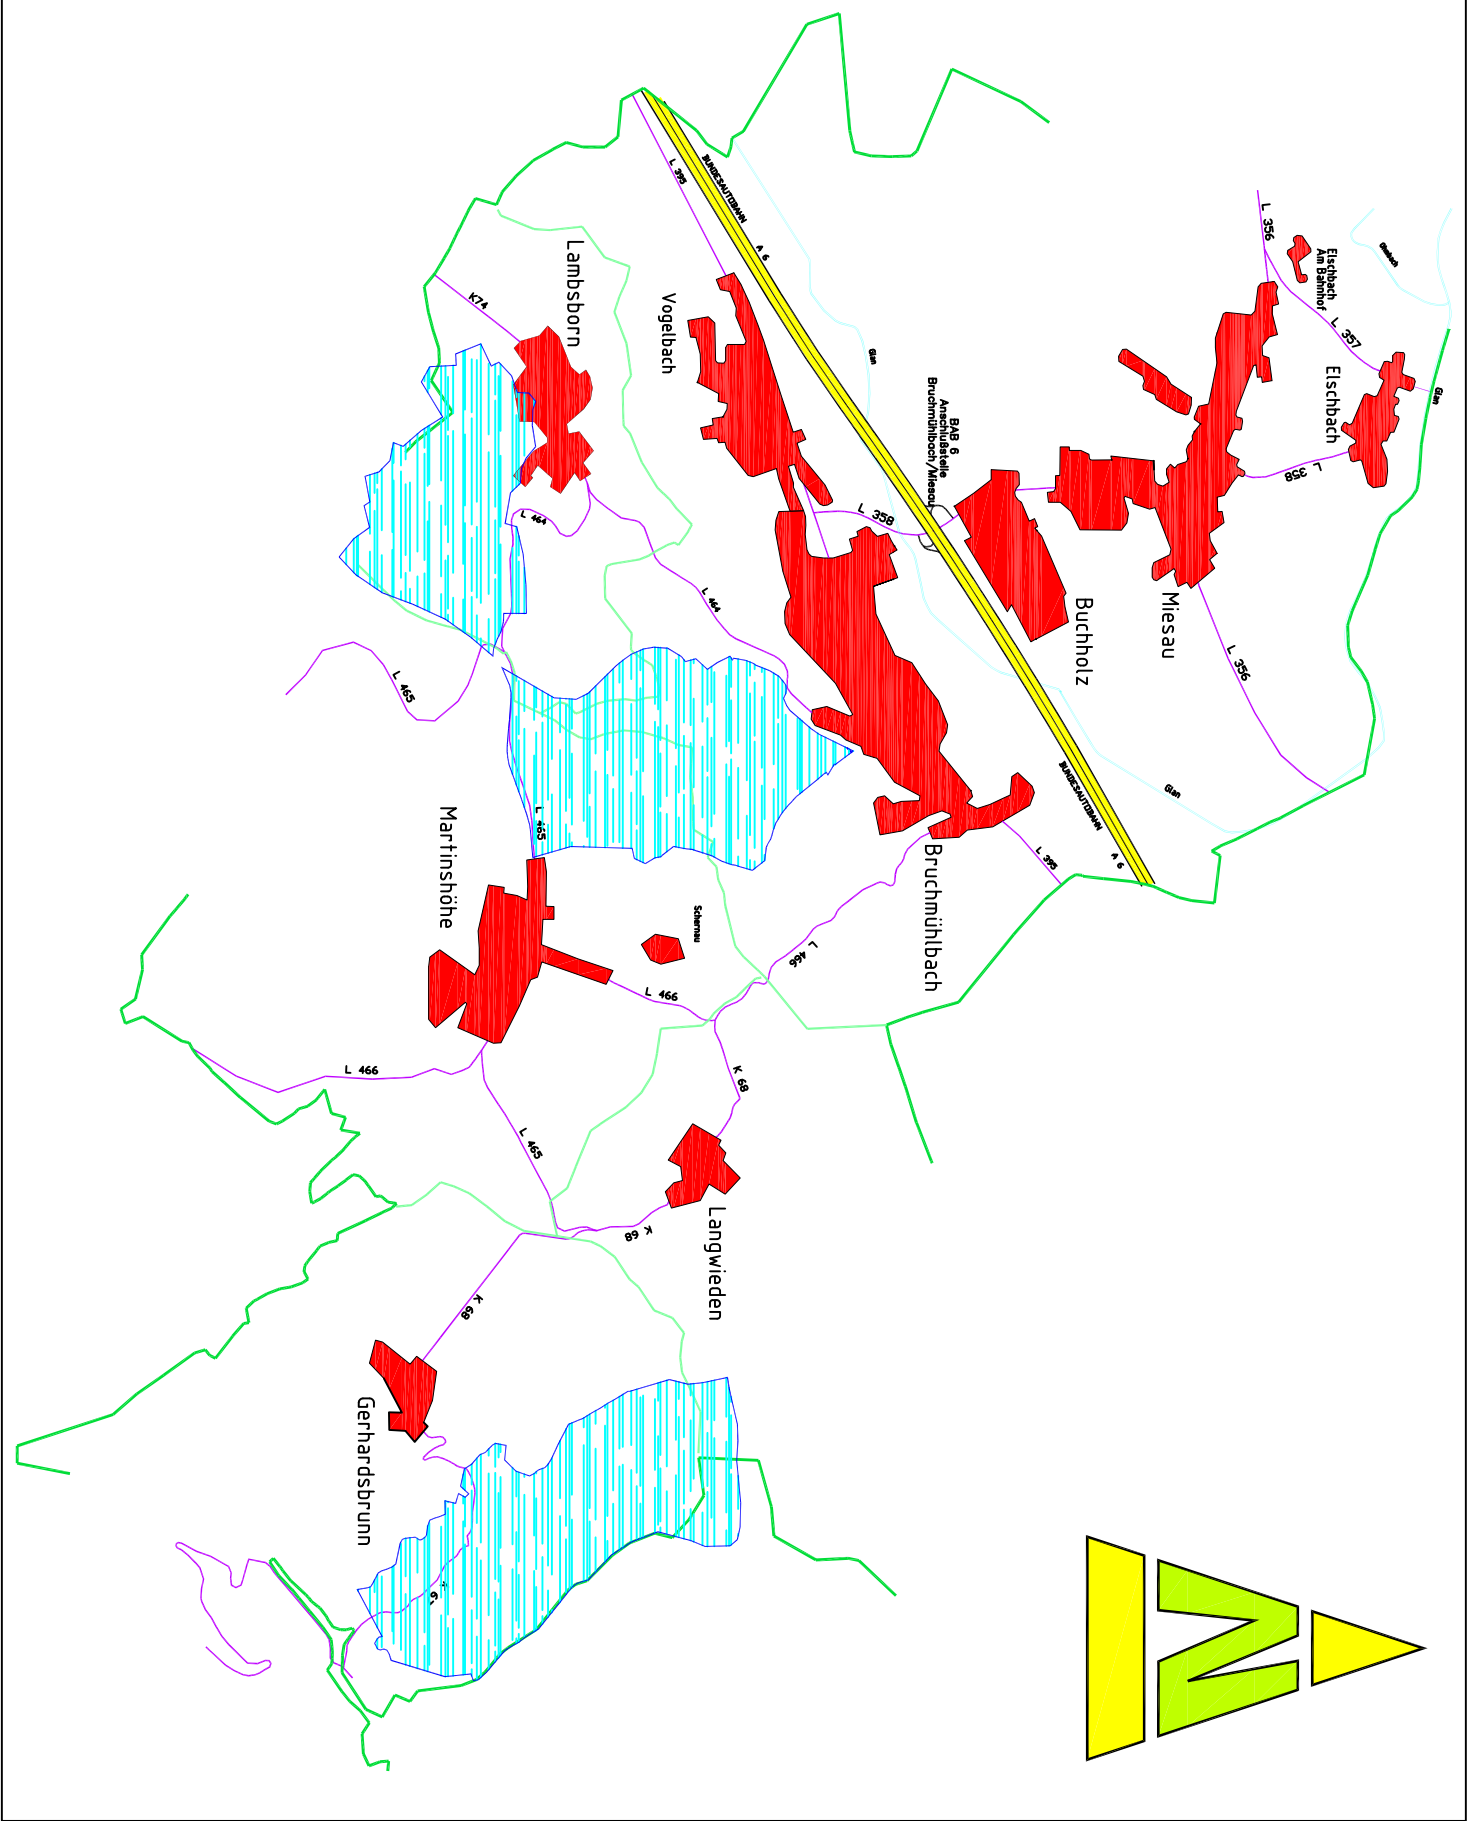 Elschbach
Am Bahnhof
L 356
L 357
Glan
Elschbach
L 358
Miesau
L 356
Buchholz
BAB 6
Anschlußstelle
Bruchmühlbach/Miesau
Glan
L 358
BUNDESAUTOBAHN
A 6
L 395
Vogelbach
Lambsborn
K74
L 464
L 464
L 465
BUNDESAUTOBAHN
A 6
Glan
L 395
Bruchmühlbach
L 466
Schernau
L 465
Martinshöhe
L 466
K 68
L 466
L 465
Langwieden
K 68
K 68
Gerhardsbrunn
N